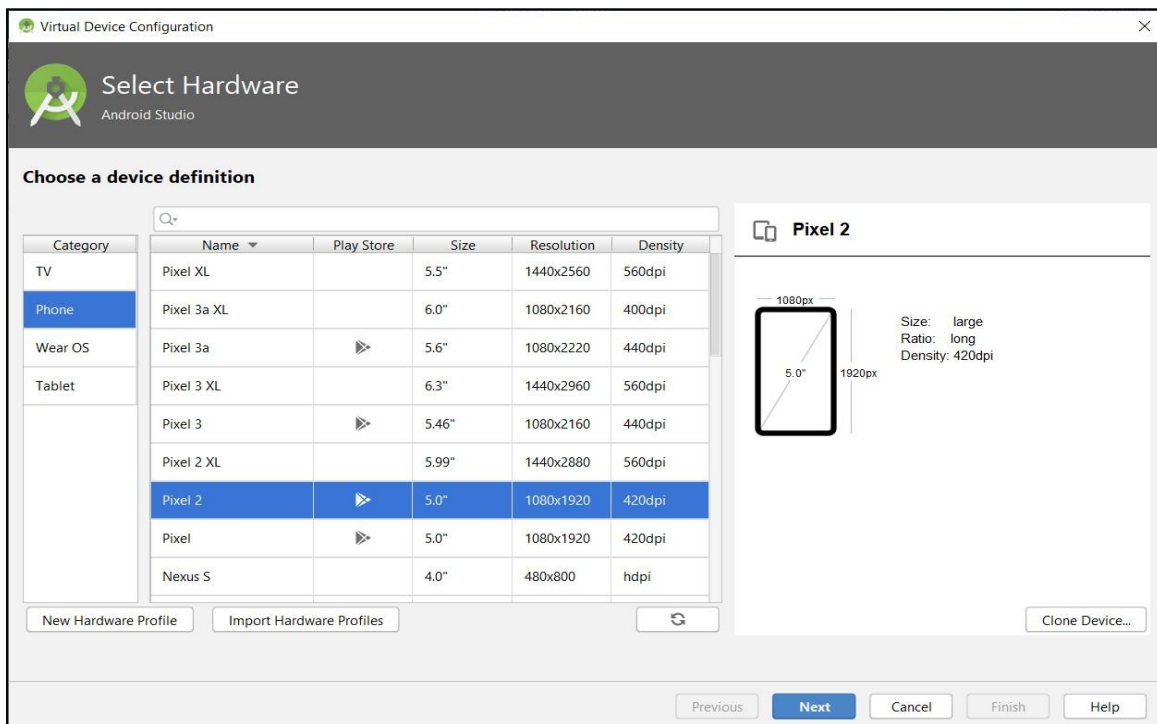 Virtual Device Configuration
Select Hardware
Android Studio
Choose a device definition
Category
TV
Phone
Wear OS
Tablet
Name Play Store Size Resolution Density
Pixel XL 5.5" 1440x2560 560dpi
Pixel 3a XL 6.0" 1080x2160 400dpi
Pixel 3a 5.6" 1080x2220 440dpi
Pixel 3 XL 6.3" 1440x2960 560dpi
Pixel 3 5.46" 1080x2160 440dpi
Pixel 2 XL 5.99" 1440x2880 560dpi
Pixel 2 5.0" 1080x1920 420dpi
Pixel 5.0" 1080x1920 420dpi
Nexus S 4.0" 480x800 hdpi
New Hardware Profile Import Hardware Profiles
Pixel 2
1080px
5.0" 1920px
Size: large
Ratio: long
Density: 420dpi
Clone Device...
Previous Next Cancel Finish Help